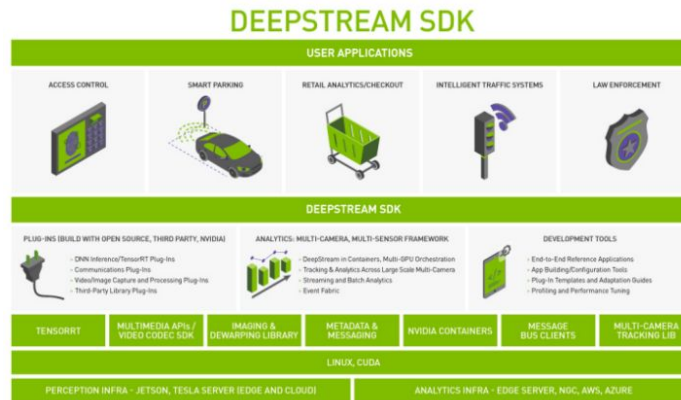 DEEPSTREAM SDK
USER APPLICATIONS
ACCESS CONTROL
SMART PARKING
RETAIL ANALYTICS/CHECKOUT
INTELLIGENT TRAFFIC SYSTEMS
LAW ENFORCEMENT
DEEPSTREAM SDK
PLUG-INS (BUILD WITH OPEN SOURCE, THIRD PARTY, NVIDIA)
- DNN Inference/TensorRT Plug-Ins
- Communications Plug-Ins
- Video/Image Capture and Processing Plug-Ins
- Third-Party Library Plug-Ins
ANALYTICS: MULTI-CAMERA, MULTI-SENSOR FRAMEWORK
- DeepStream in Containers, Multi-GPU Orchestration
- Tracking & Analytics Across Large Scale Multi-Camera
- Streaming and Batch Analytics
- Event Fabric
DEVELOPMENT TOOLS
- End-to-End Reference Applications
- App Building/Configuration Tools
- Plug-In Templates and Adaptation Guides
- Profiling and Performance Tuning
TENSORRT
MULTIMEDIA APIs /
VIDEO CODEC SDK
IMAGING &
DEWARPING LIBRARY
METADATA &
MESSAGING
NVIDIA CONTAINERS
MESSAGE
BUS CLIENTS
MULTI-CAMERA
TRACKING LIB
LINUX, CUDA
PERCEPTION INFRA - JETSON, TESLA SERVER (EDGE AND CLOUD)
ANALYTICS INFRA - EDGE SERVER, NGC, AWS, AZURE